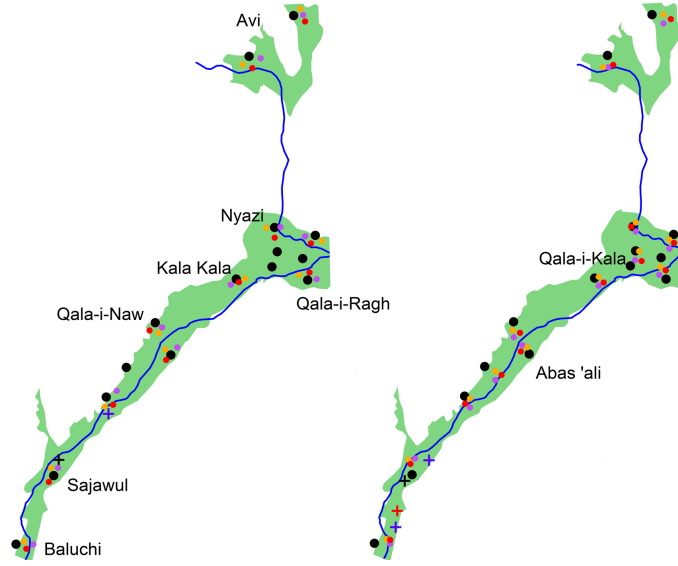 Avi
Nyazi
Kala Kala
Qala-i-Kala
Qala-i-Naw
Qala-i-Ragh
Abas 'ali
Sajawul
Baluchi